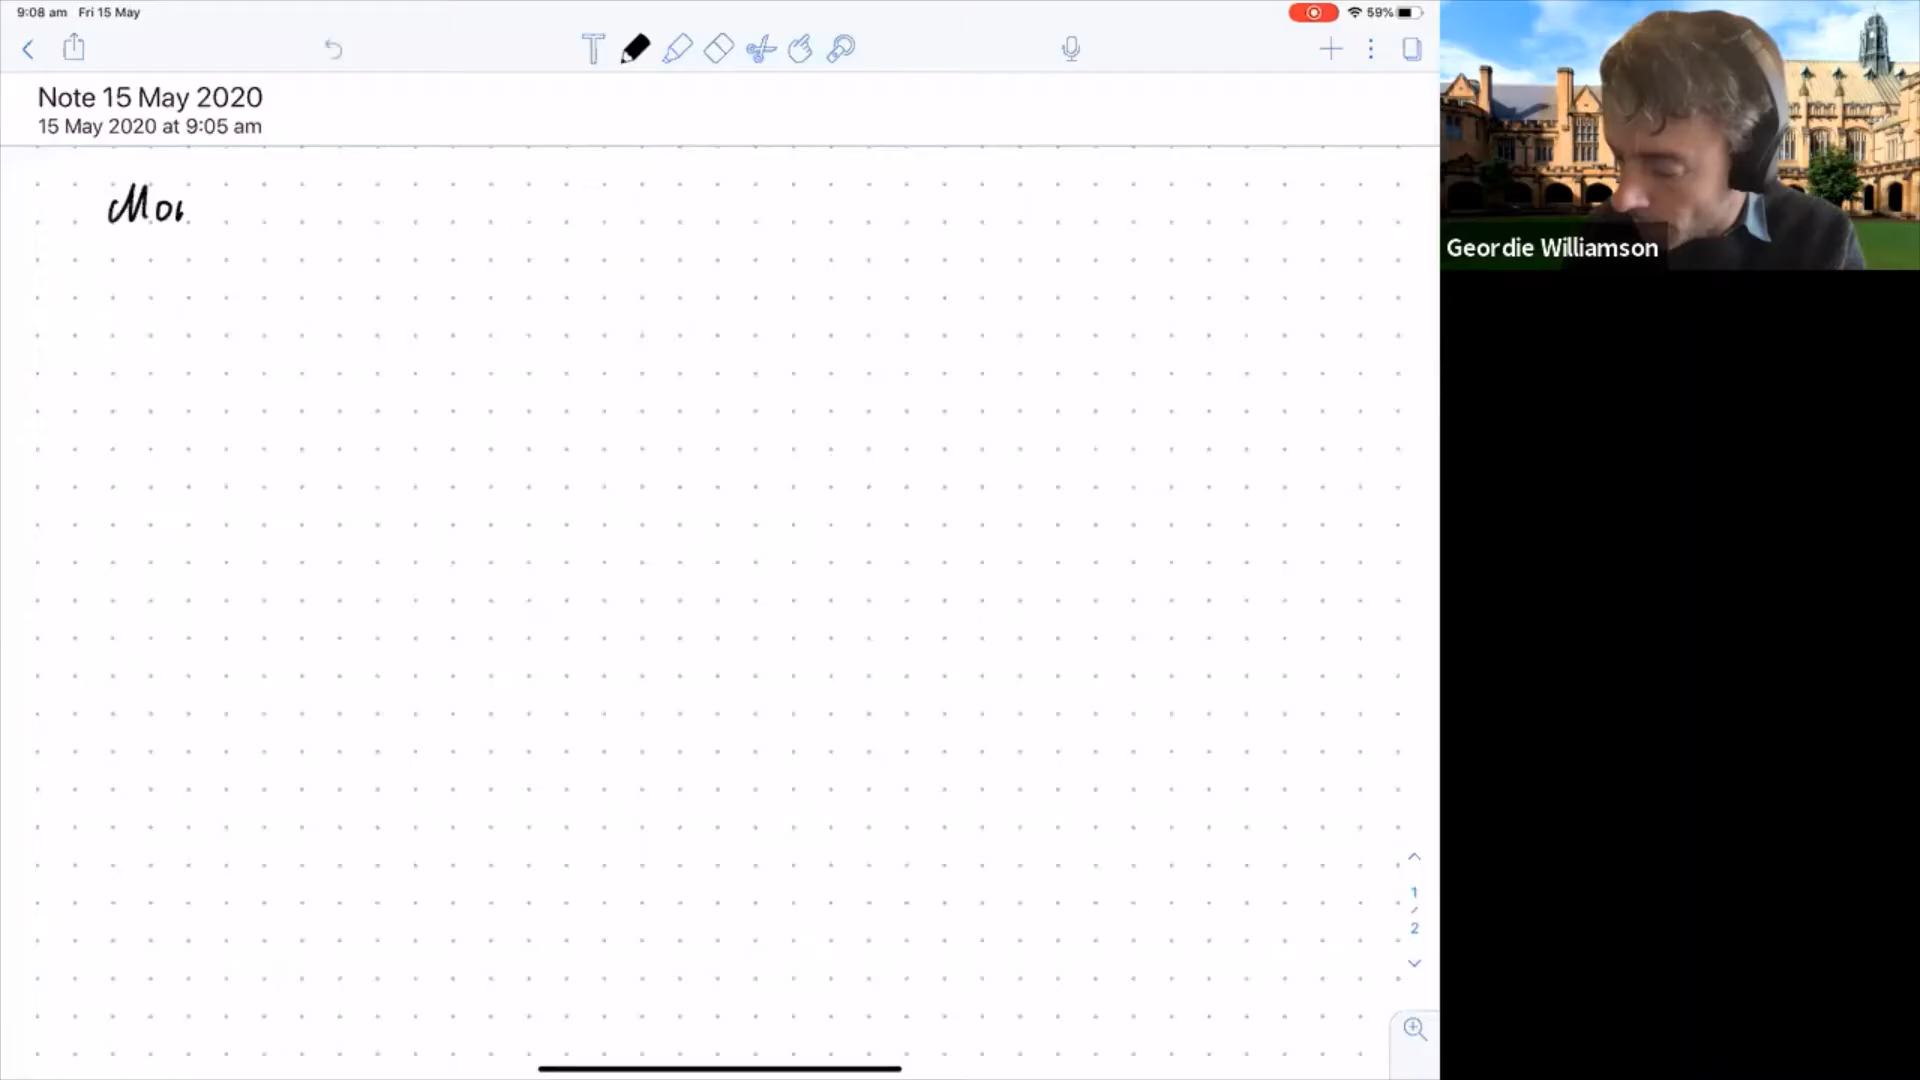 9:08 am Fri 15 May
59%
Note 15 May 2020
15 May 2020 at 9:05 am
Geordie Williamson
1
2